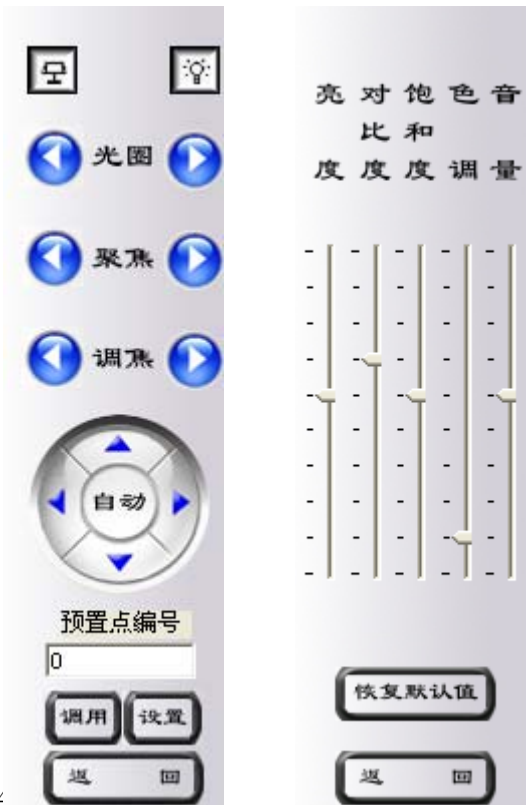 光圈
聚焦
调焦
自动
预置点编号
0
调用 设置
返 回
亮 对 饱 色 音
比 和
度 度 度 调 量
恢复默认值
返 回